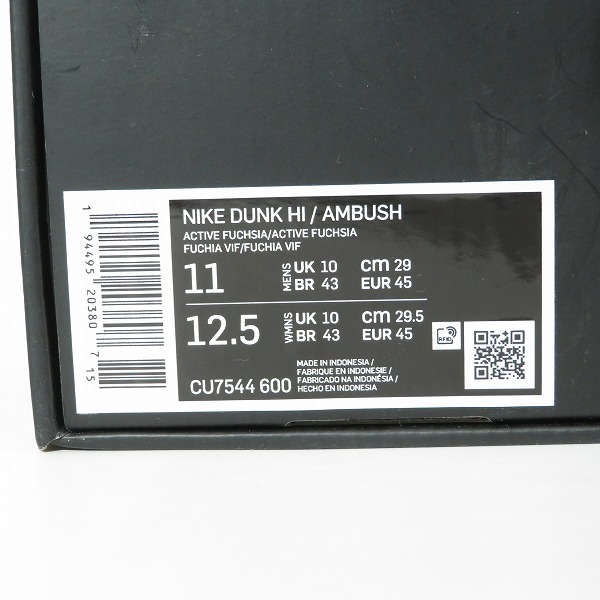 NIKE DUNK HI / AMBUSH
ACTIVE FUCHSIA/ACTIVE FUCHSIA
FUCHIA VIF/FUCHIA VIF
11 MENS UK 10 cm 29
BR 43 EUR 45
12.5 WMNS UK 10 cm 29.5
BR 43 EUR 45
RFID
CU7544 600
MADE IN INDONESIA /
FABRIQUE EN INDONESIE /
FABRICADO NA INDONÉSIA /
HECHO EN INDONESIA
1 94495 20380 7 15